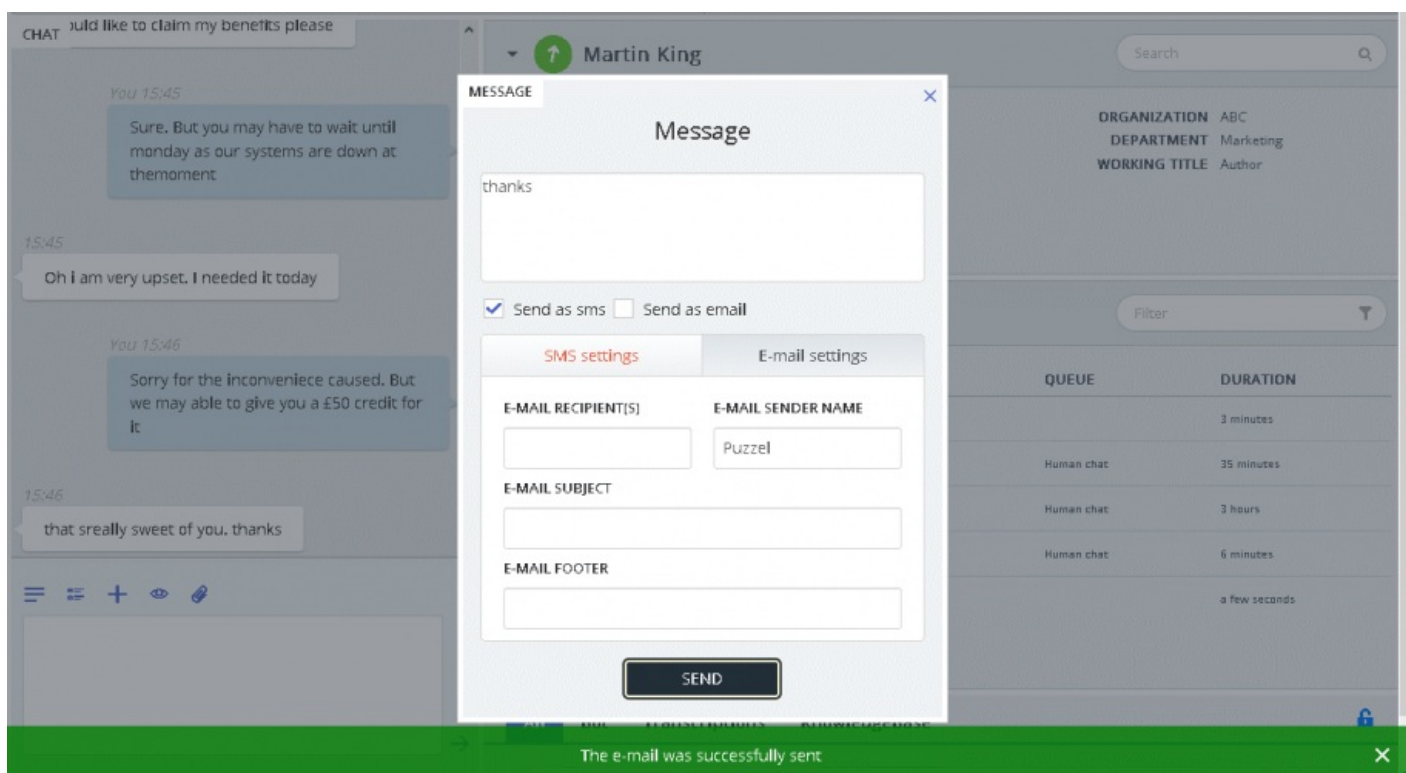 CHAT
ould like to claim my benefits please
You 15:45
Sure. But you may have to wait until
monday as our systems are down at
themoment
15:45
Oh i am very upset. I needed it today
You 15:46
Sorry for the inconveniece caused. But
we may able to give you a £50 credit for
it
15:46
that sreally sweet of you. thanks
Martin King
Search
ORGANIZATION ABC
DEPARTMENT Marketing
WORKING TITLE Author
Filter
QUEUE DURATION
3 minutes
Human chat 35 minutes
Human chat 3 hours
Human chat 6 minutes
a few seconds
MESSAGE
Message
thanks
Send as sms Send as email
SMS settings E-mail settings
E-MAIL RECIPIENT(S) E-MAIL SENDER NAME
Puzzel
E-MAIL SUBJECT
E-MAIL FOOTER
SEND
The e-mail was successfully sent